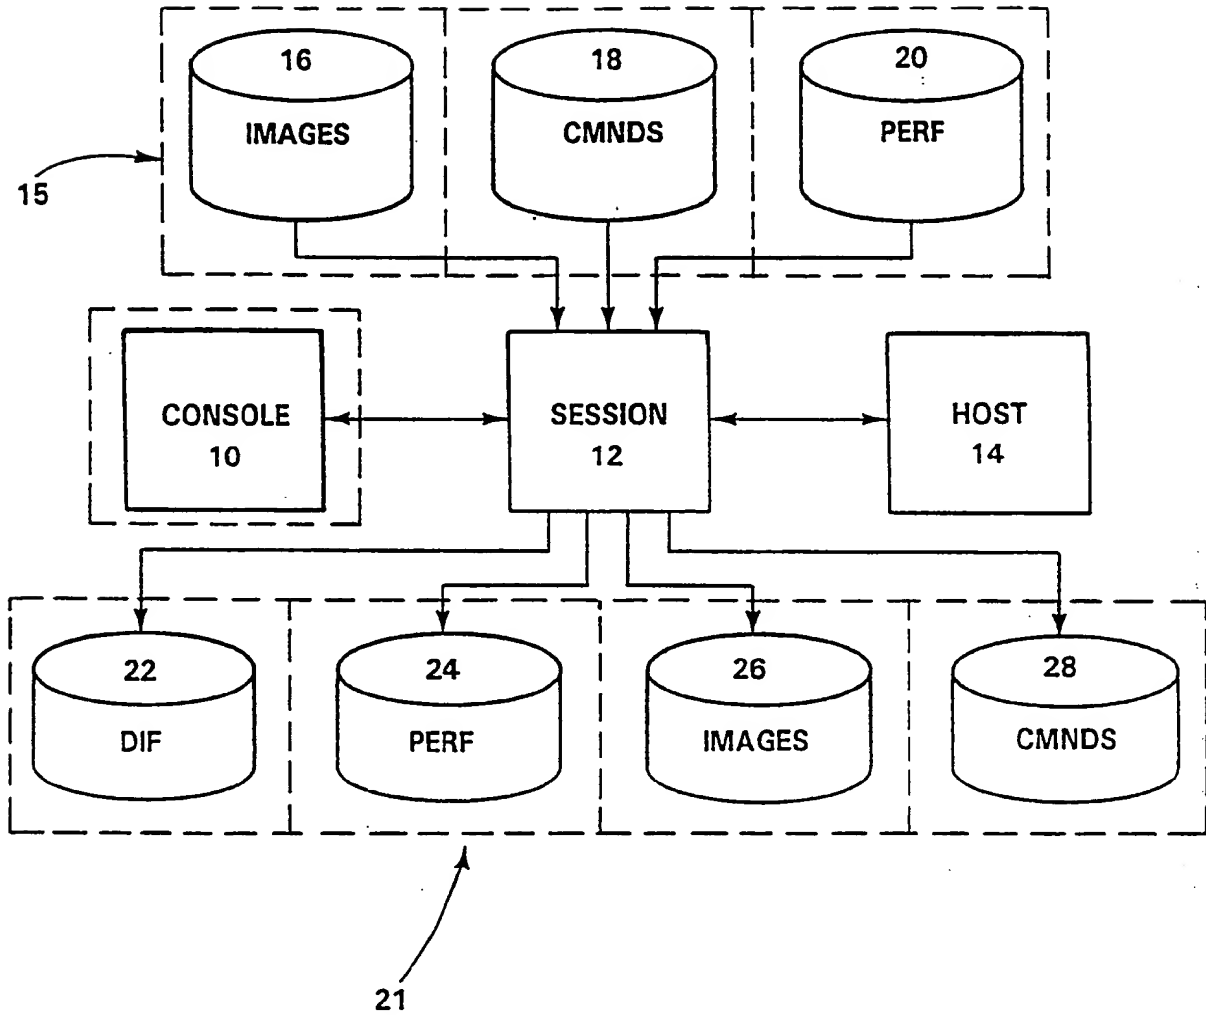 16
IMAGES
18
CMNDS
20
PERF
15
CONSOLE
10
SESSION
12
HOST
14
22
DIF
24
PERF
26
IMAGES
28
CMNDS
21